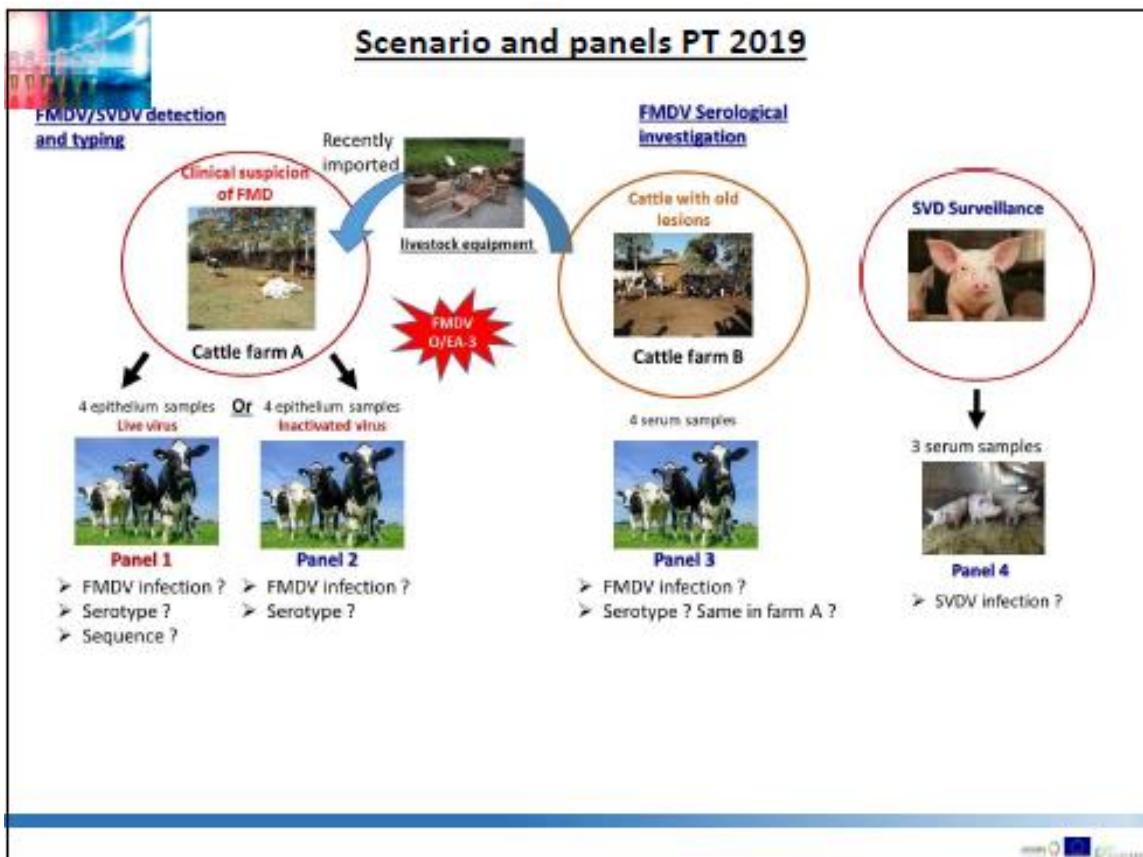 Scenario and panels PT 2019
FMDV/SVDV detection
and typing
Recently
imported
FMDV Serological
investigation
Clinical suspicion
of FMD
livestock equipment
Cattle with old
lesions
SVD Surveillance
FMDV
O/EA-3
Cattle farm A
Cattle farm B
4 epithelium samples
Live virus
Or
4 epithelium samples
Inactivated virus
4 serum samples
3 serum samples
Panel 1
➢ FMDV infection ?
➢ Serotype ?
➢ Sequence ?
Panel 2
➢ FMDV infection ?
➢ Serotype ?
Panel 3
➢ FMDV infection ?
➢ Serotype ? Same in farm A ?
Panel 4
➢ SVDV infection ?